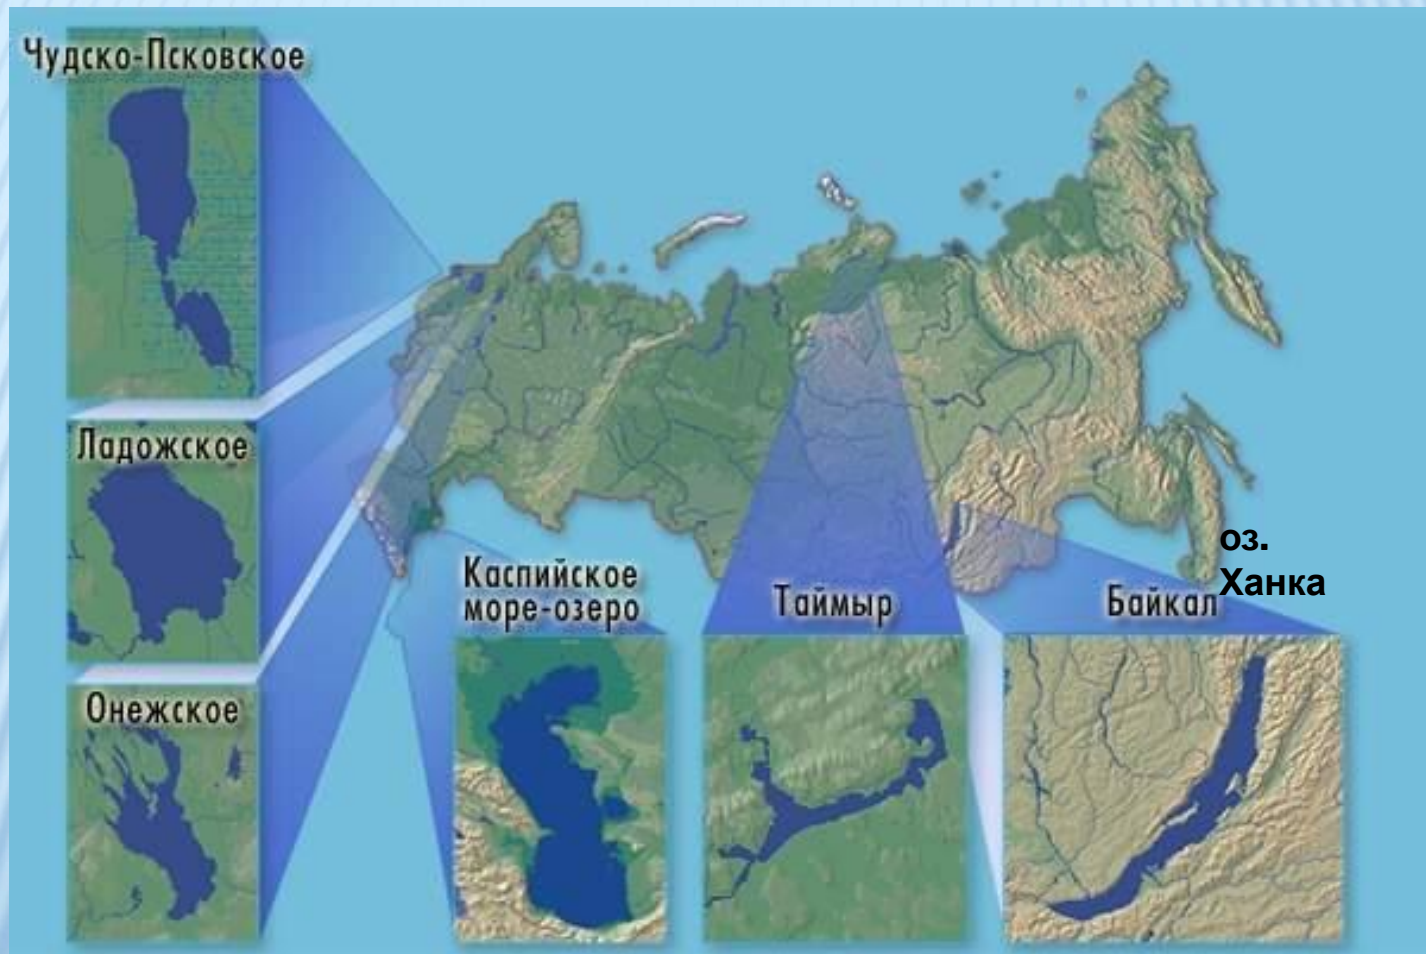 Чудско-Псковское
Ладожское
Онежское
Каспийское
море-озеро
Таймыр
Байкал
оз.
Ханка